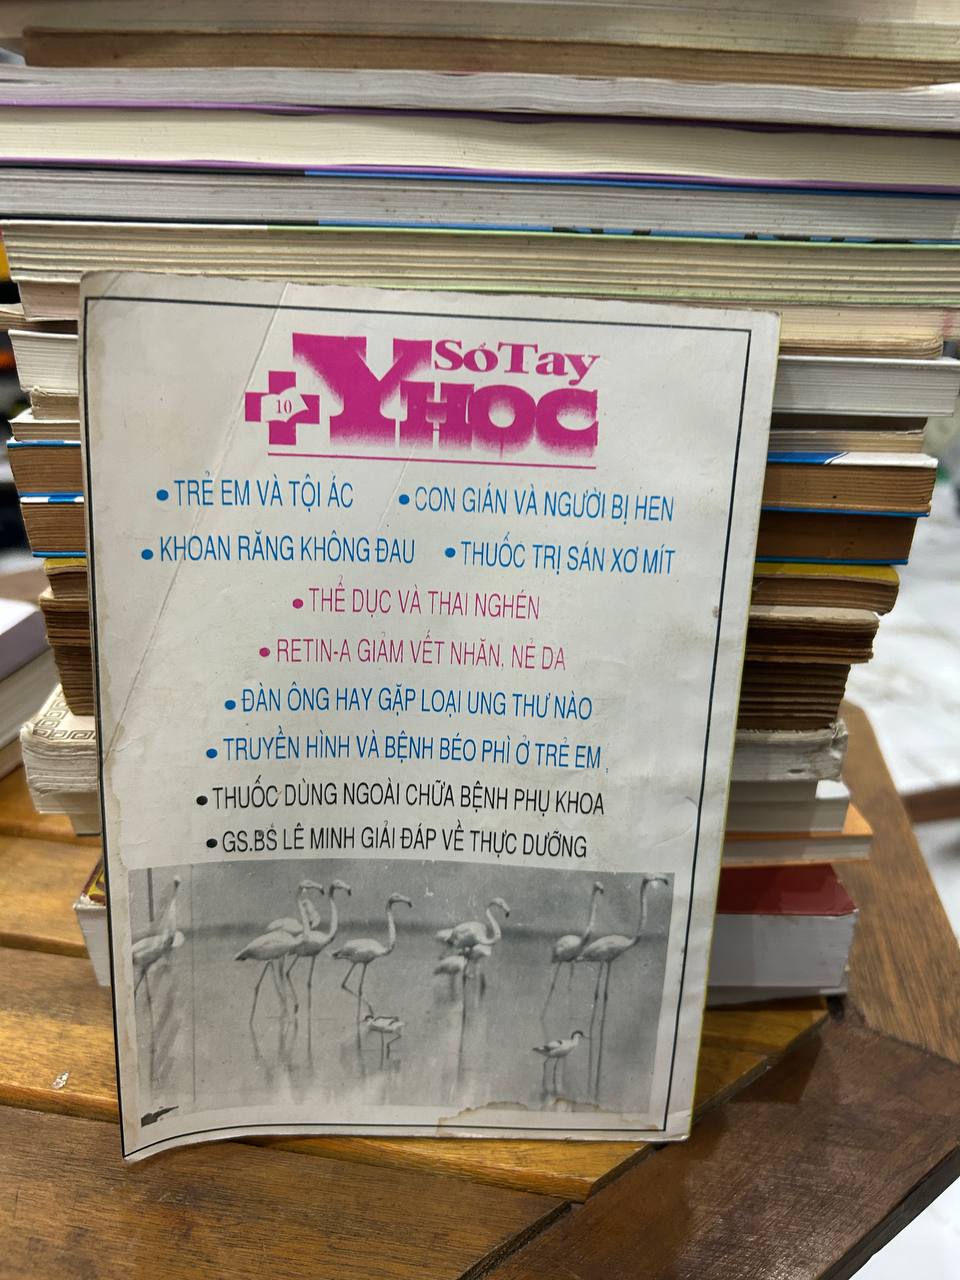 Sổ Tay
Y HỌC
10
• TRẺ EM VÀ TỘI ÁC • CON GIÁN VÀ NGƯỜI BỊ HEN
• KHOAN RĂNG KHÔNG ĐAU • THUỐC TRỊ SÁN XƠ MÍT
• THỂ DỤC VÀ THAI NGHÉN
• RETIN-A GIẢM VẾT NHĂN, NẺ DA
• ĐÀN ÔNG HAY GẶP LOẠI UNG THƯ NÀO
• TRUYỀN HÌNH VÀ BỆNH BÉO PHÌ Ở TRẺ EM
• THUỐC DÙNG NGOÀI CHỮA BỆNH PHỤ KHOA
• GS.BS LÊ MINH GIẢI ĐÁP VỀ THỰC DƯỠNG